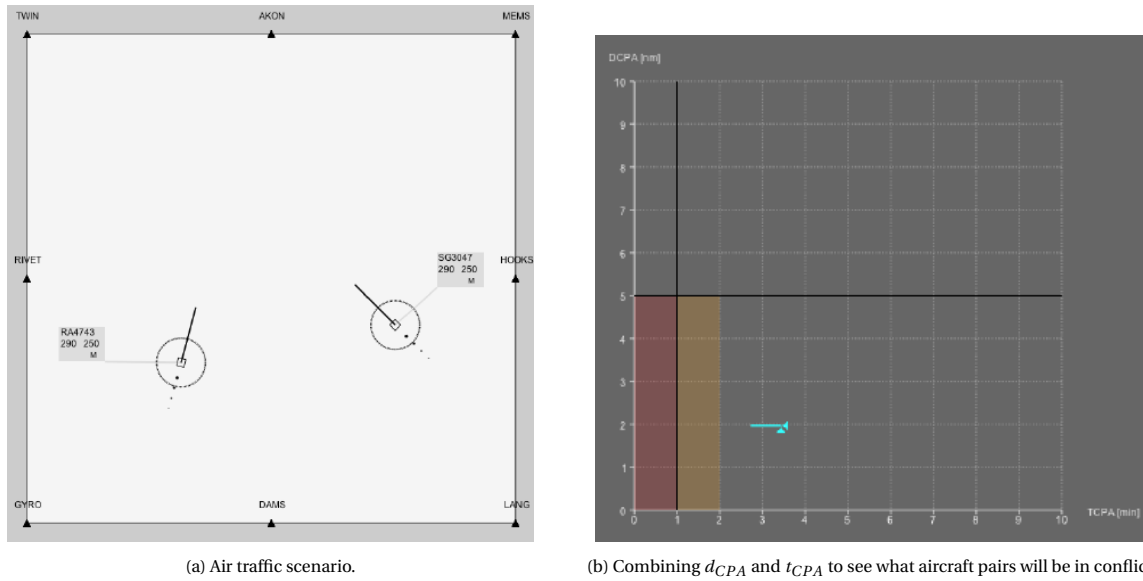 TWIN AKON MEMS
SG3047
290 250
M
RIVET HOOKS
RA4743
290 250
M
GYRO DAMS LANG
(a) Air traffic scenario.
DCPA [nm]
10
9
8
7
6
5
4
3
2
1
0
0 1 2 3 4 5 6 7 8 9 10
TCPA [min]
(b) Combining dCPA and tCPA to see what aircraft pairs will be in conflic